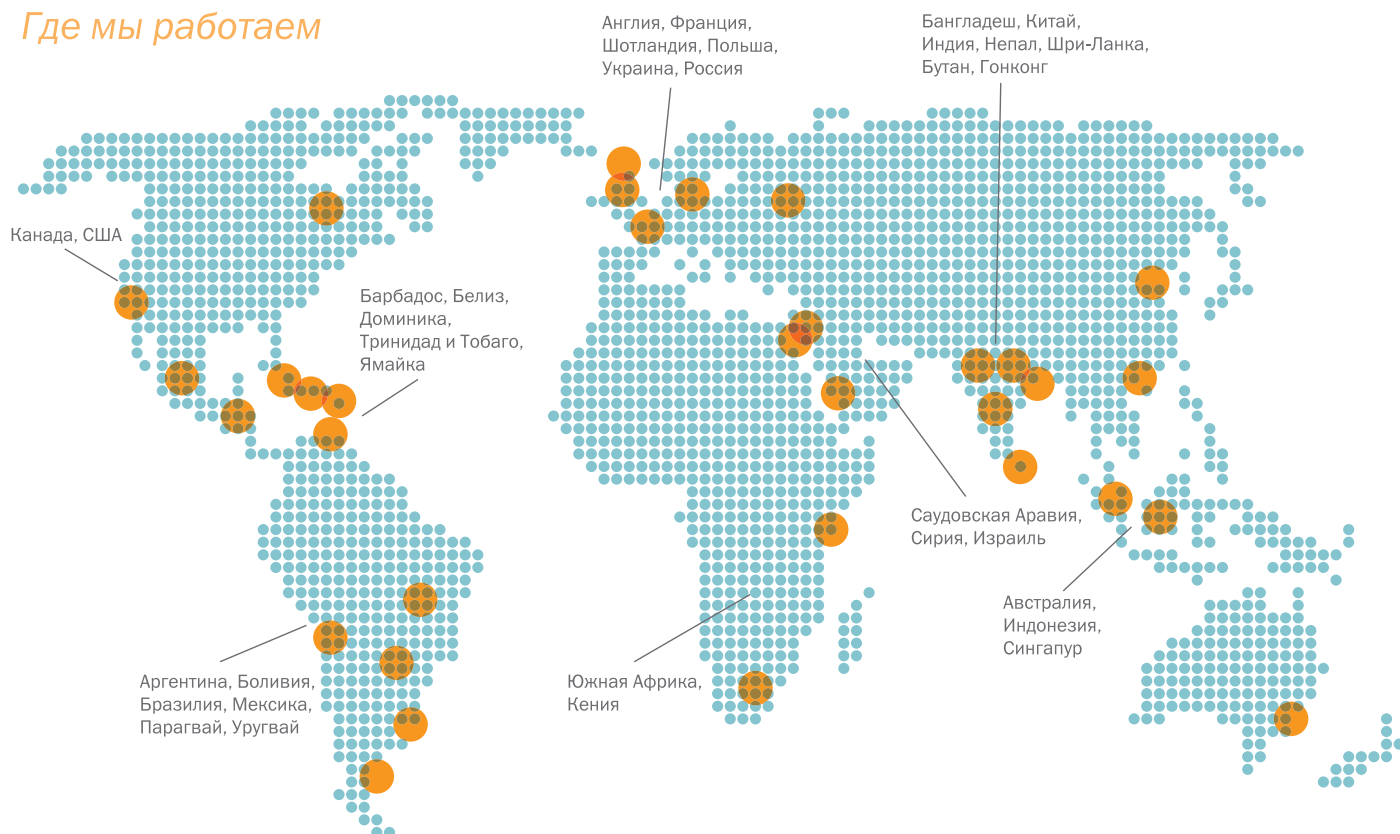 Где мы работаем
Англия, Франция,
Шотландия, Польша,
Украина, Россия
Бангладеш, Китай,
Индия, Непал, Шри-Ланка,
Бутан, Гонконг
Канада, США
Барбадос, Белиз,
Доминика,
Тринидад и Тобаго,
Ямайка
Саудовская Аравия,
Сирия, Израиль
Австралия,
Индонезия,
Сингапур
Аргентина, Боливия,
Бразилия, Мексика,
Парагвай, Уругвай
Южная Африка,
Кения